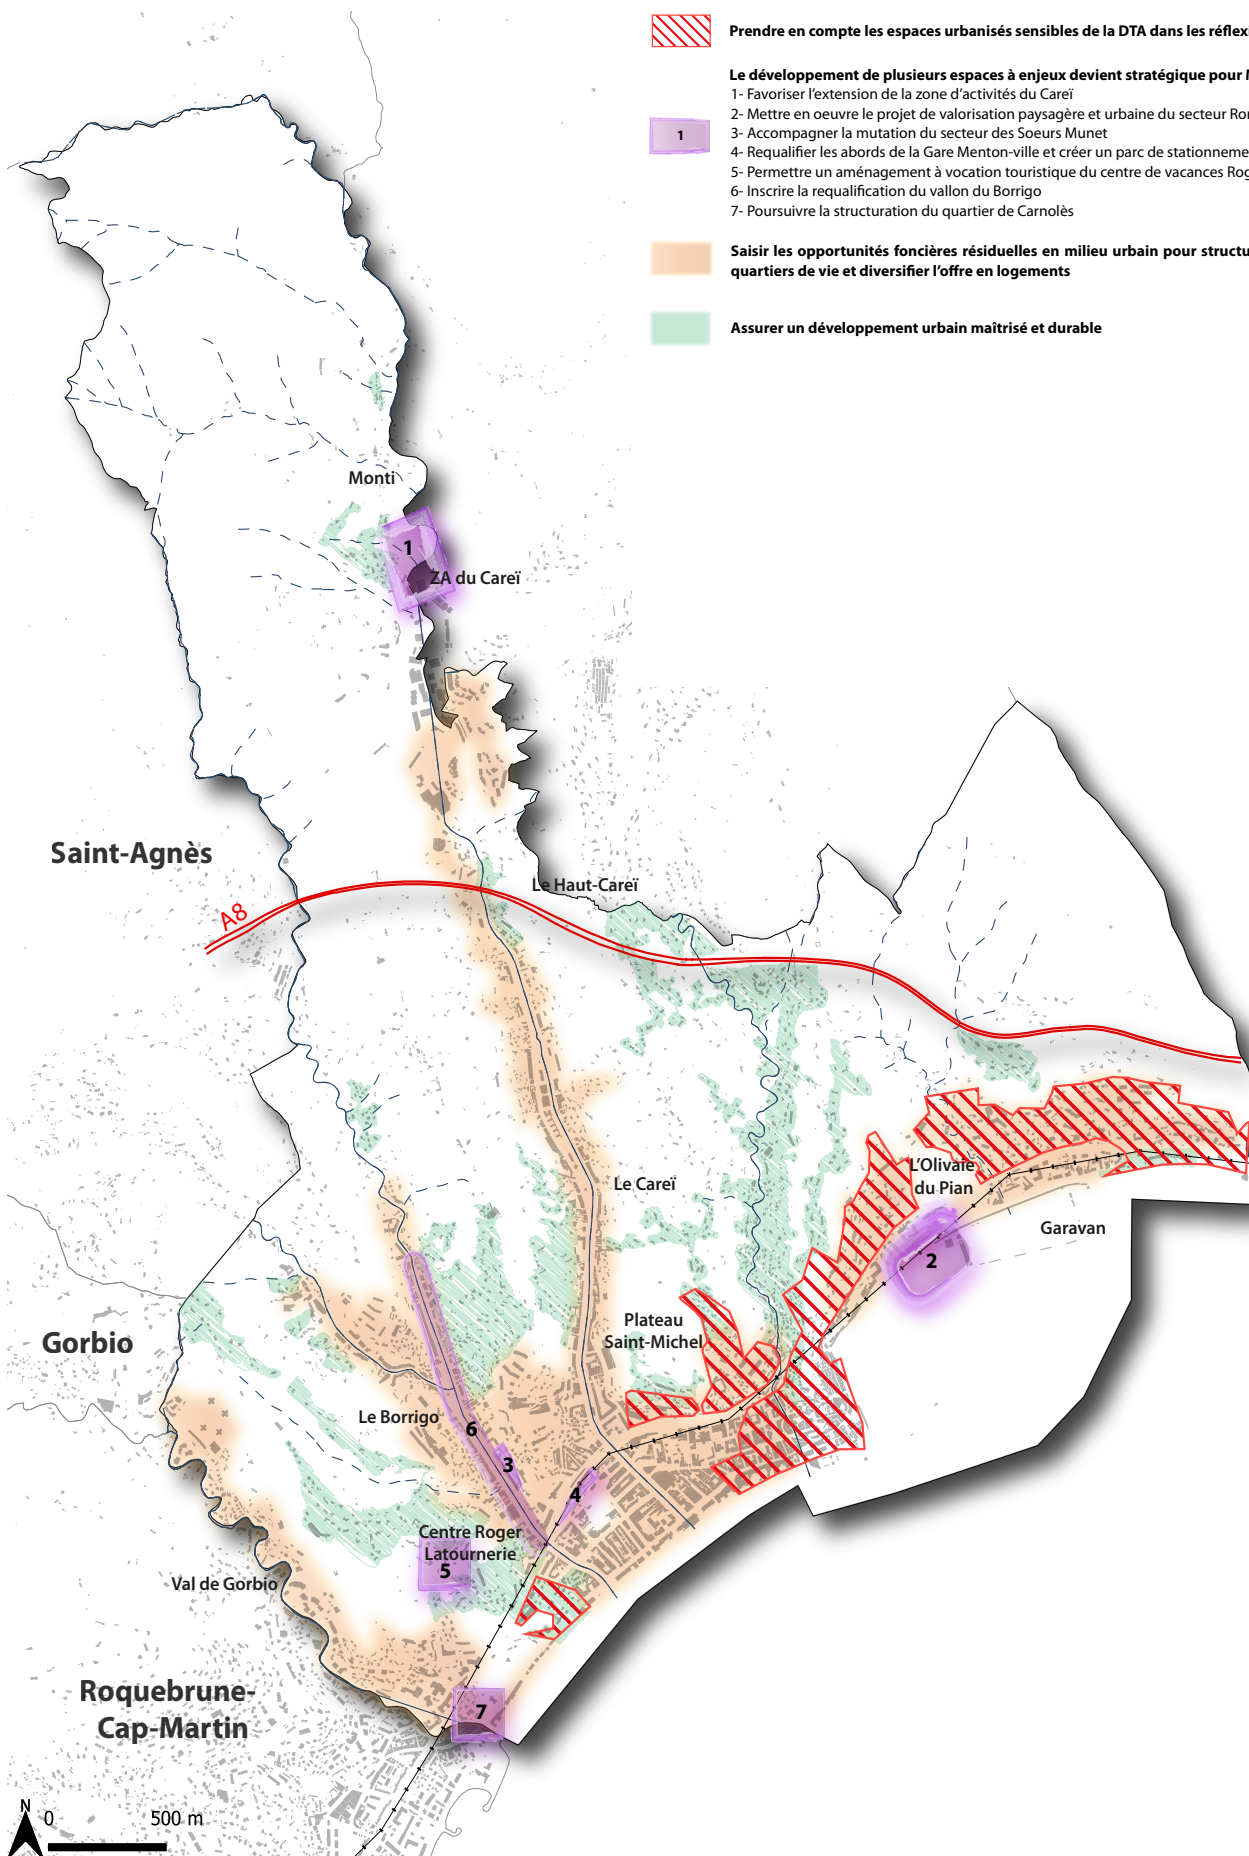 Prendre en compte les espaces urbanisés sensibles de la DTA dans les
Le développement de plusieurs espaces à enjeux devient stratégique pour
1- Favoriser l'extension de la zone d'activités du Careï
1
2- Mettre en oeuvre le projet de valorisation paysagère et urbaine du secteur
3- Accompagner la mutation du secteur des Soeurs Munet
4- Requalifier les abords de la Gare Menton-ville et créer un parc de
5- Permettre un aménagement à vocation touristique du centre de vacances
6- Inscrire la requalification du vallon du Borrigo
7- Poursuivre la structuration du quartier de Carnolès
Saisir les opportunités foncières résiduelles en milieu urbain pour
quartiers de vie et diversifier l'offre en logements
Assurer un développement urbain maîtrisé et durable
Monti
1
ZA du Careï
Saint-Agnès
Le Haut-Careï
A8
L'Olivaie
du Pian
Le Careï
Garavan
2
Plateau
Saint-Michel
Gorbio
Le Borrigo
6
3
4
Centre Roger
Latournerie
5
Val de Gorbio
Roquebrune-
Cap-Martin
7
N
0
500 m